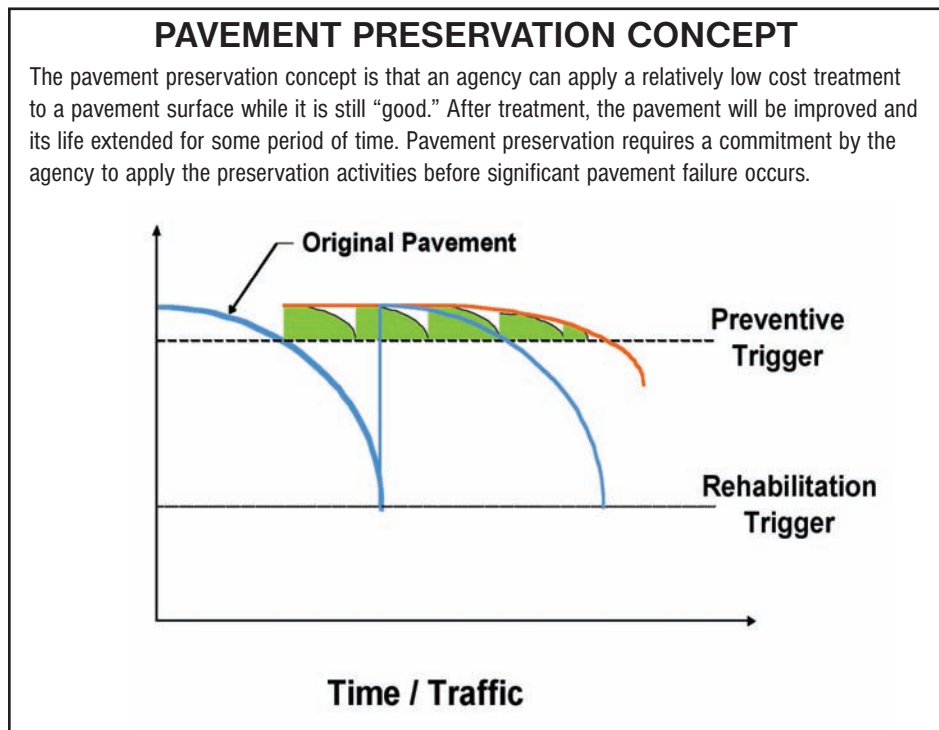 PAVEMENT PRESERVATION CONCEPT
The pavement preservation concept is that an agency can apply a relatively low cost treatment
to a pavement surface while it is still “good.” After treatment, the pavement will be improved and
its life extended for some period of time. Pavement preservation requires a commitment by the
agency to apply the preservation activities before significant pavement failure occurs.
Original Pavement
Preventive
Trigger
Rehabilitation
Trigger
Time / Traffic